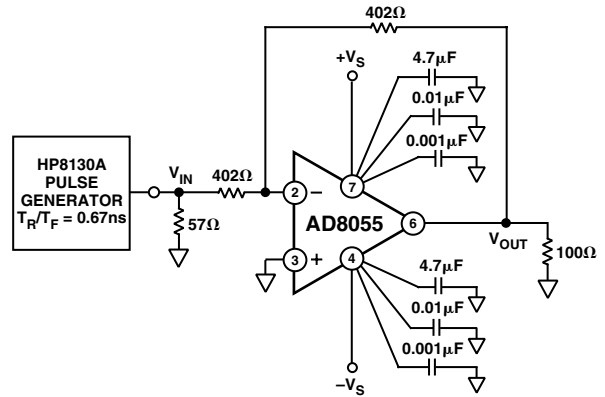 402Ω
+VS
4.7µF
0.01µF
0.001µF
HP8130A
PULSE
GENERATOR
TR/TF = 0.67ns
VIN
402Ω
57Ω
2
–
3
+
7
AD8055
4
6
VOUT
100Ω
4.7µF
0.01µF
0.001µF
–VS